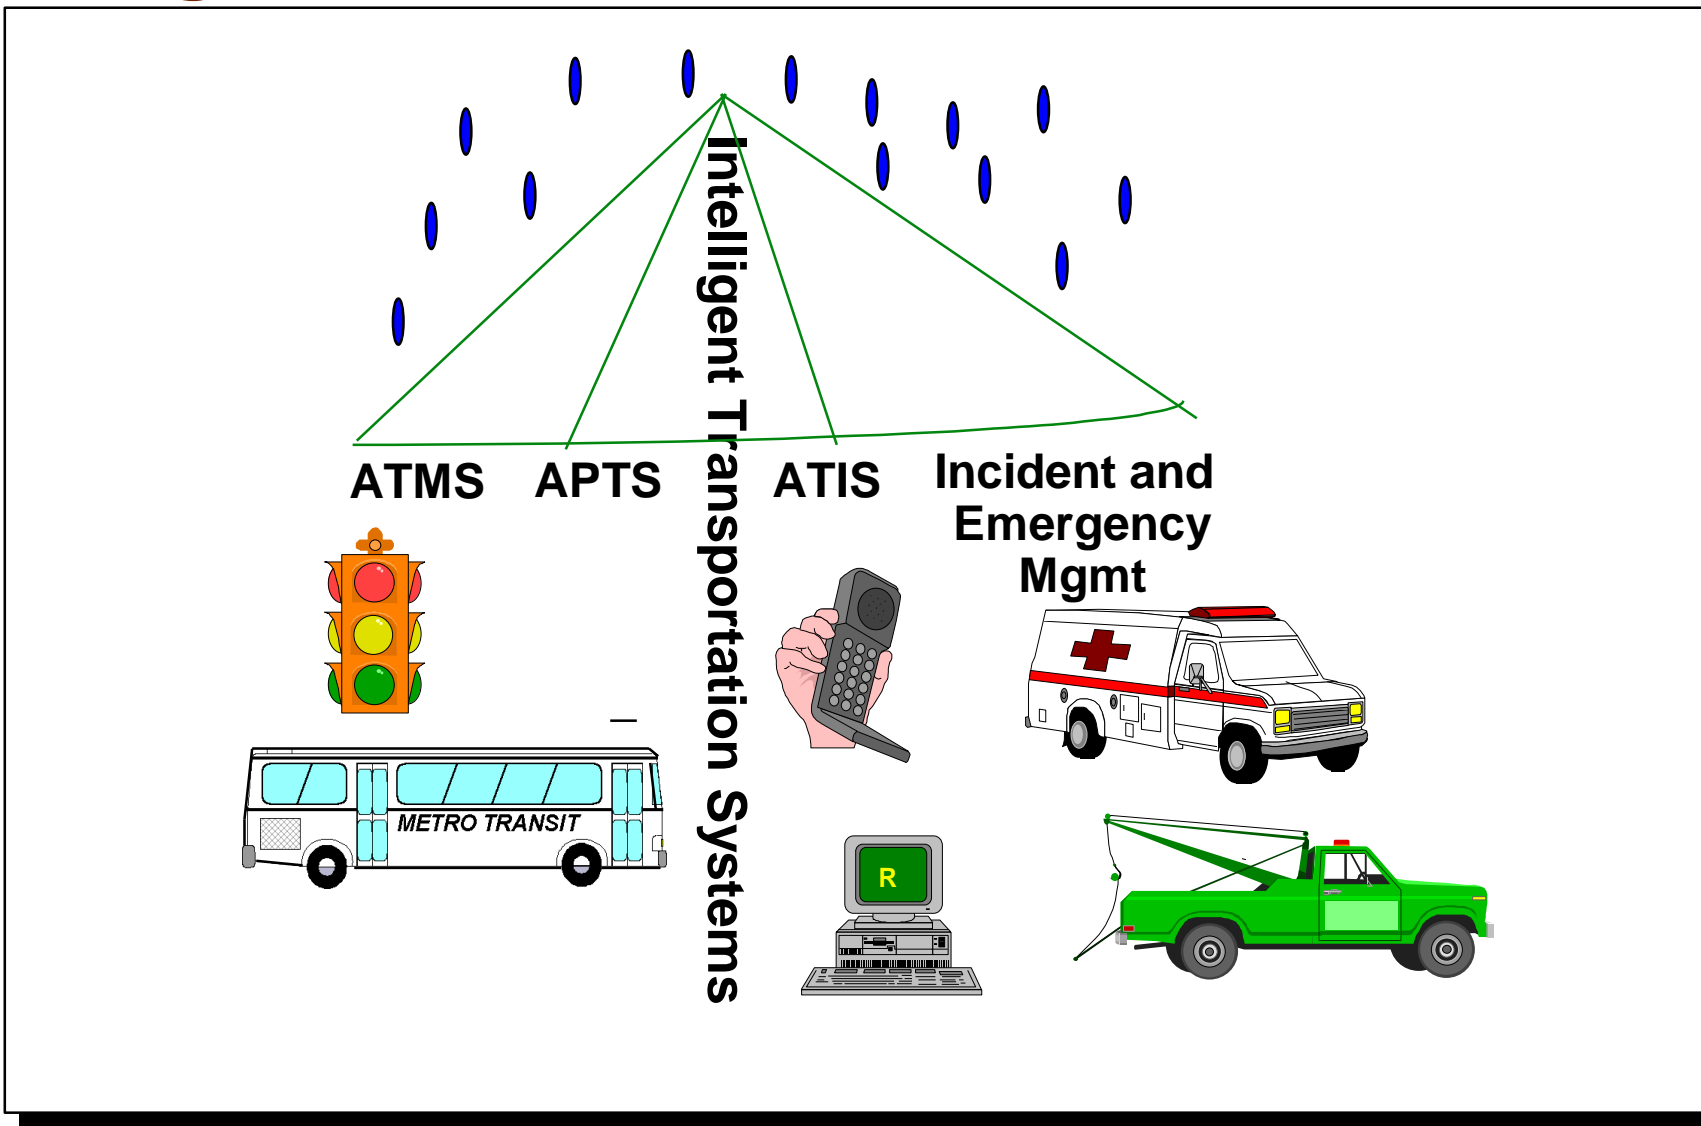 Intelligent Transportation Systems
ATMS
APTS
ATIS
Incident and
Emergency
Mgmt
METRO TRANSIT
R